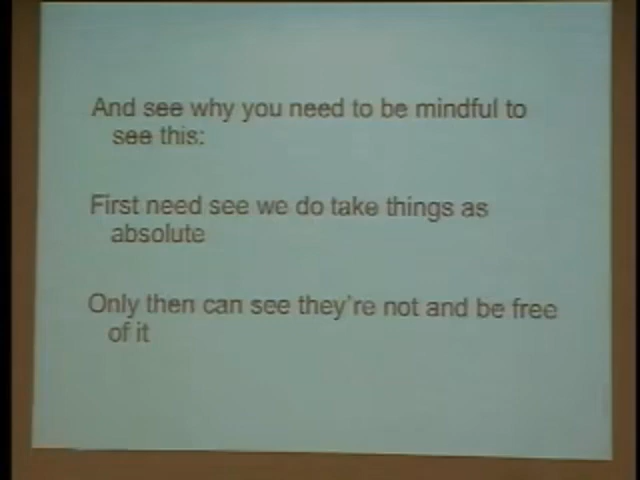 And see why you need to be mindful to
see this:
First need see we do take things as
absolute
Only then can see they're not and be free
of it